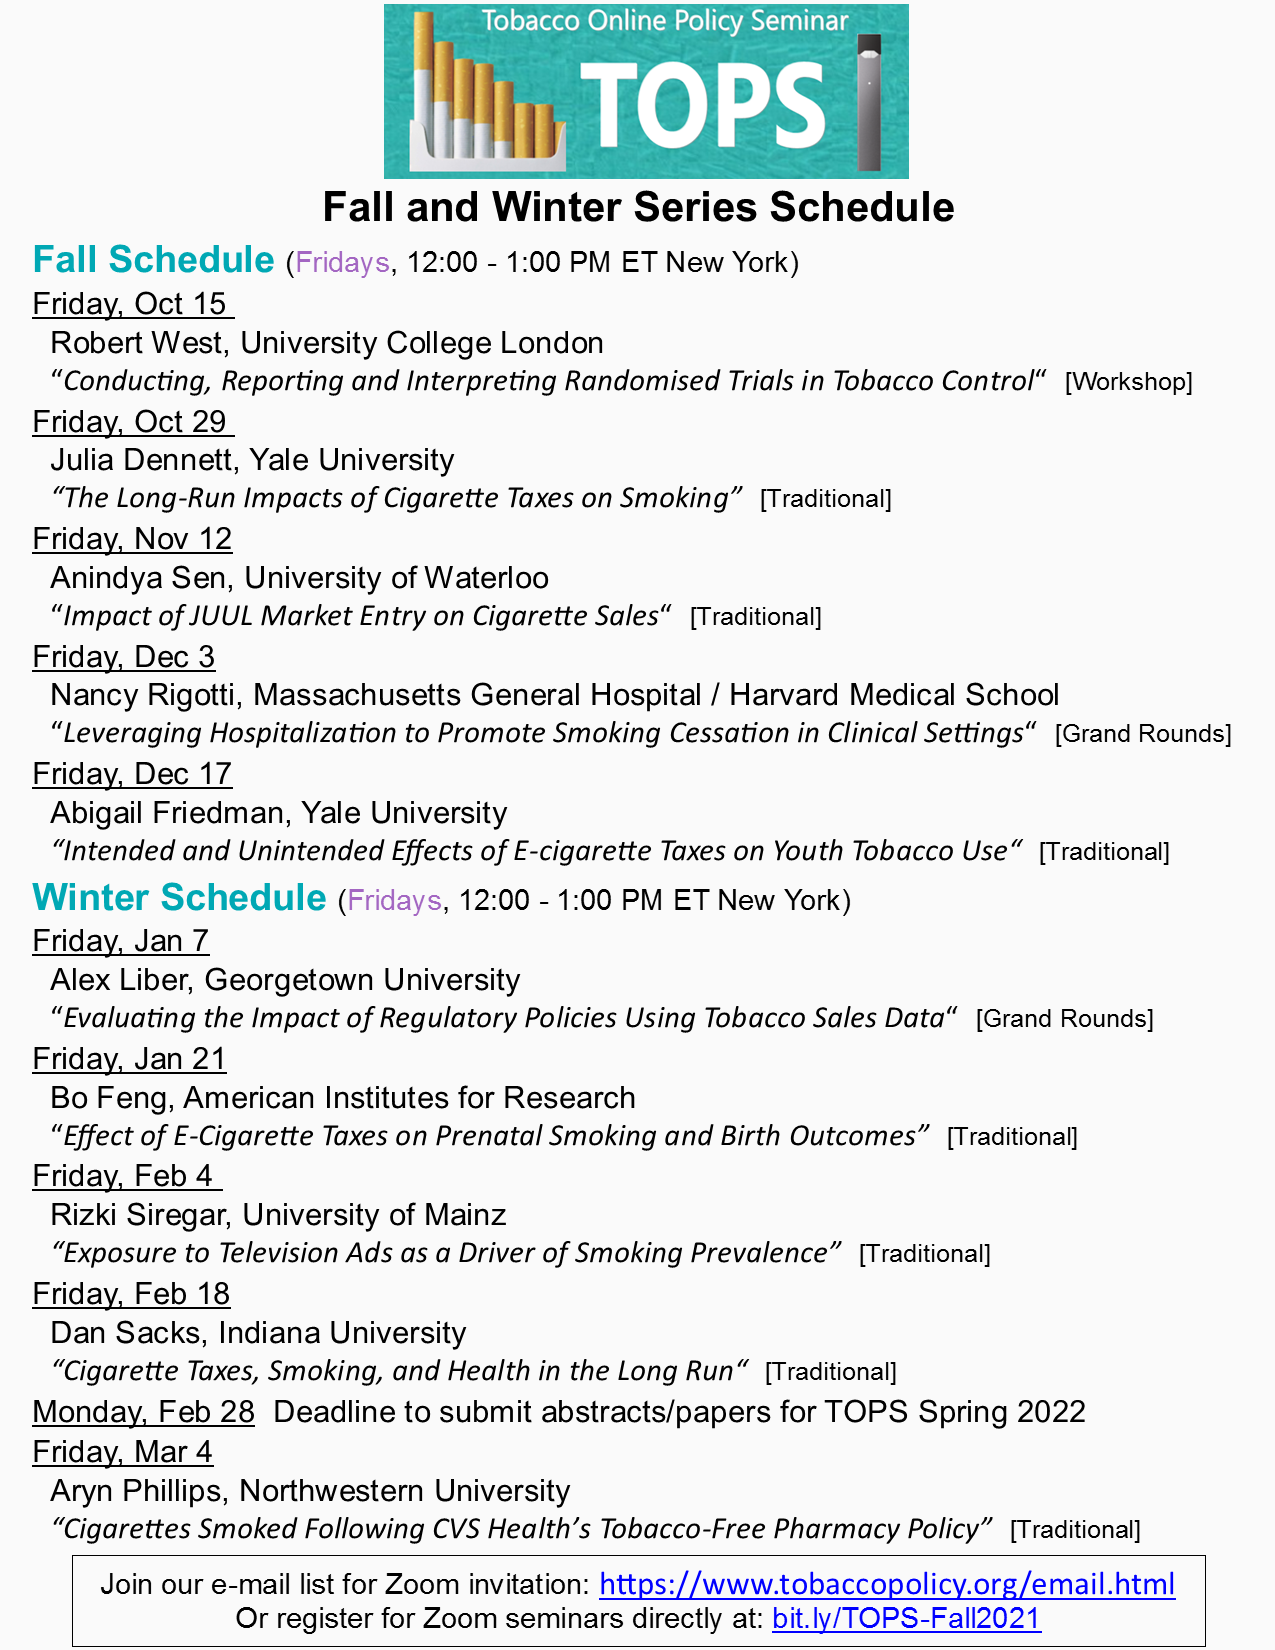 Tobacco Online Policy Seminar
TOPS
Fall and Winter Series Schedule
Fall Schedule (Fridays, 12:00 - 1:00 PM ET New York)
Friday, Oct 15
Robert West, University College London
“Conducting, Reporting and Interpreting Randomised Trials in Tobacco Control“ [Workshop]
Friday, Oct 29
Julia Dennett, Yale University
“The Long-Run Impacts of Cigarette Taxes on Smoking” [Traditional]
Friday, Nov 12
Anindya Sen, University of Waterloo
“Impact of JUUL Market Entry on Cigarette Sales“ [Traditional]
Friday, Dec 3
Nancy Rigotti, Massachusetts General Hospital / Harvard Medical School
“Leveraging Hospitalization to Promote Smoking Cessation in Clinical Settings“ [Grand Rounds]
Friday, Dec 17
Abigail Friedman, Yale University
“Intended and Unintended Effects of E-cigarette Taxes on Youth Tobacco Use“ [Traditional]
Winter Schedule (Fridays, 12:00 - 1:00 PM ET New York)
Friday, Jan 7
Alex Liber, Georgetown University
“Evaluating the Impact of Regulatory Policies Using Tobacco Sales Data“ [Grand Rounds]
Friday, Jan 21
Bo Feng, American Institutes for Research
“Effect of E-Cigarette Taxes on Prenatal Smoking and Birth Outcomes” [Traditional]
Friday, Feb 4
Rizki Siregar, University of Mainz
“Exposure to Television Ads as a Driver of Smoking Prevalence” [Traditional]
Friday, Feb 18
Dan Sacks, Indiana University
“Cigarette Taxes, Smoking, and Health in the Long Run“ [Traditional]
Monday, Feb 28 Deadline to submit abstracts/papers for TOPS Spring 2022
Friday, Mar 4
Aryn Phillips, Northwestern University
“Cigarettes Smoked Following CVS Health’s Tobacco-Free Pharmacy Policy” [Traditional]
Join our e-mail list for Zoom invitation: https://www.tobaccopolicy.org/email.html
Or register for Zoom seminars directly at: bit.ly/TOPS-Fall2021